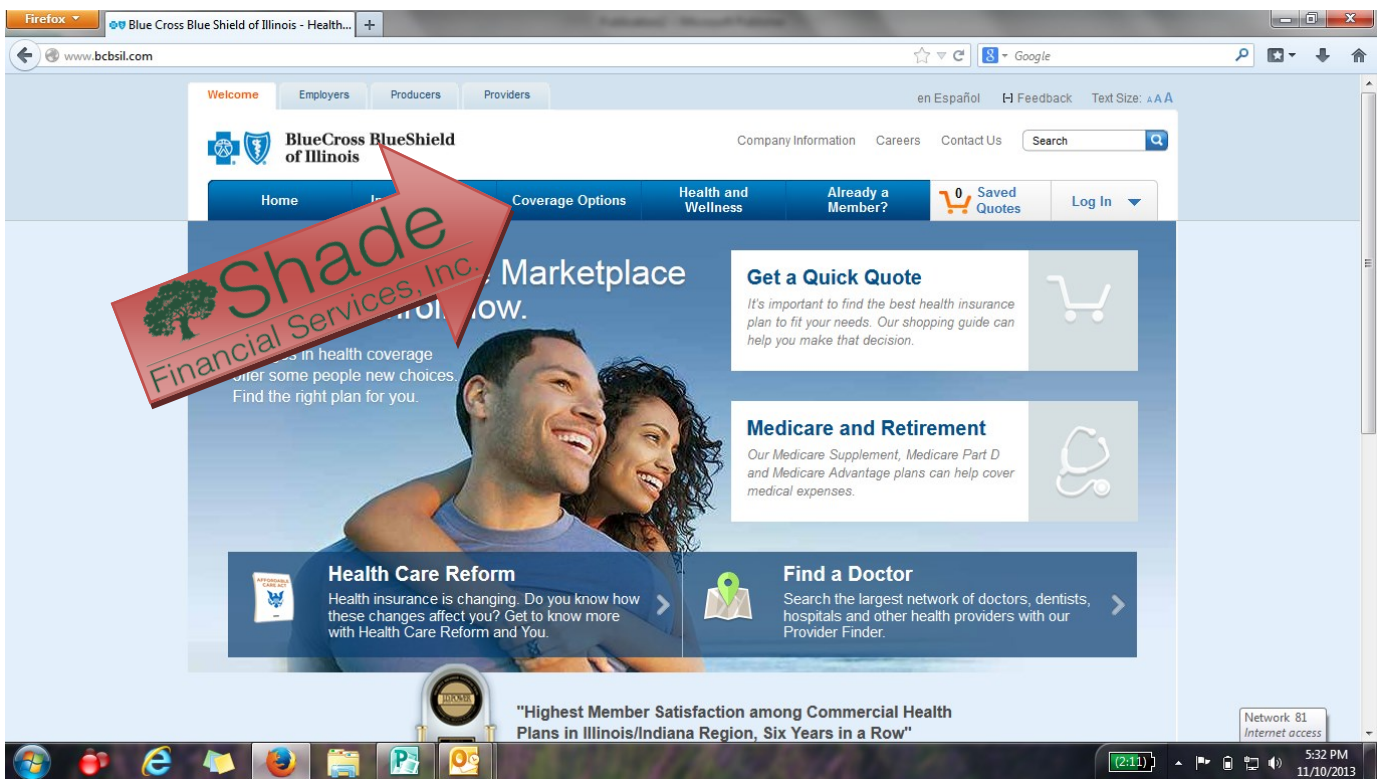 Firefox
Blue Cross Blue Shield of Illinois - Health...
www.bcbsil.com
Google
Welcome Employers Producers Providers
en Español [-] Feedback Text Size: A A A
BlueCross BlueShield
of Illinois
Company Information Careers Contact Us Search
Home
Coverage Options
Health and
Wellness
Already a
Member?
0 Saved
Quotes
Log In
Shade
Financial Services, Inc.
Marketplace
ow.
in health coverage
offer some people new choices.
Find the right plan for you.
Get a Quick Quote
It's important to find the best health insurance
plan to fit your needs. Our shopping guide can
help you make that decision.
Medicare and Retirement
Our Medicare Supplement, Medicare Part D
and Medicare Advantage plans can help cover
medical expenses.
AFFORDABLE
CARE ACT
Health Care Reform
Health insurance is changing. Do you know how
these changes affect you? Get to know more
with Health Care Reform and You.
Find a Doctor
Search the largest network of doctors, dentists,
hospitals and other health providers with our
Provider Finder.
J.D. POWER
"Highest Member Satisfaction among Commercial Health
Plans in Illinois/Indiana Region, Six Years in a Row"
Network 81
Internet access
(2:11)
5:32 PM
11/10/2013